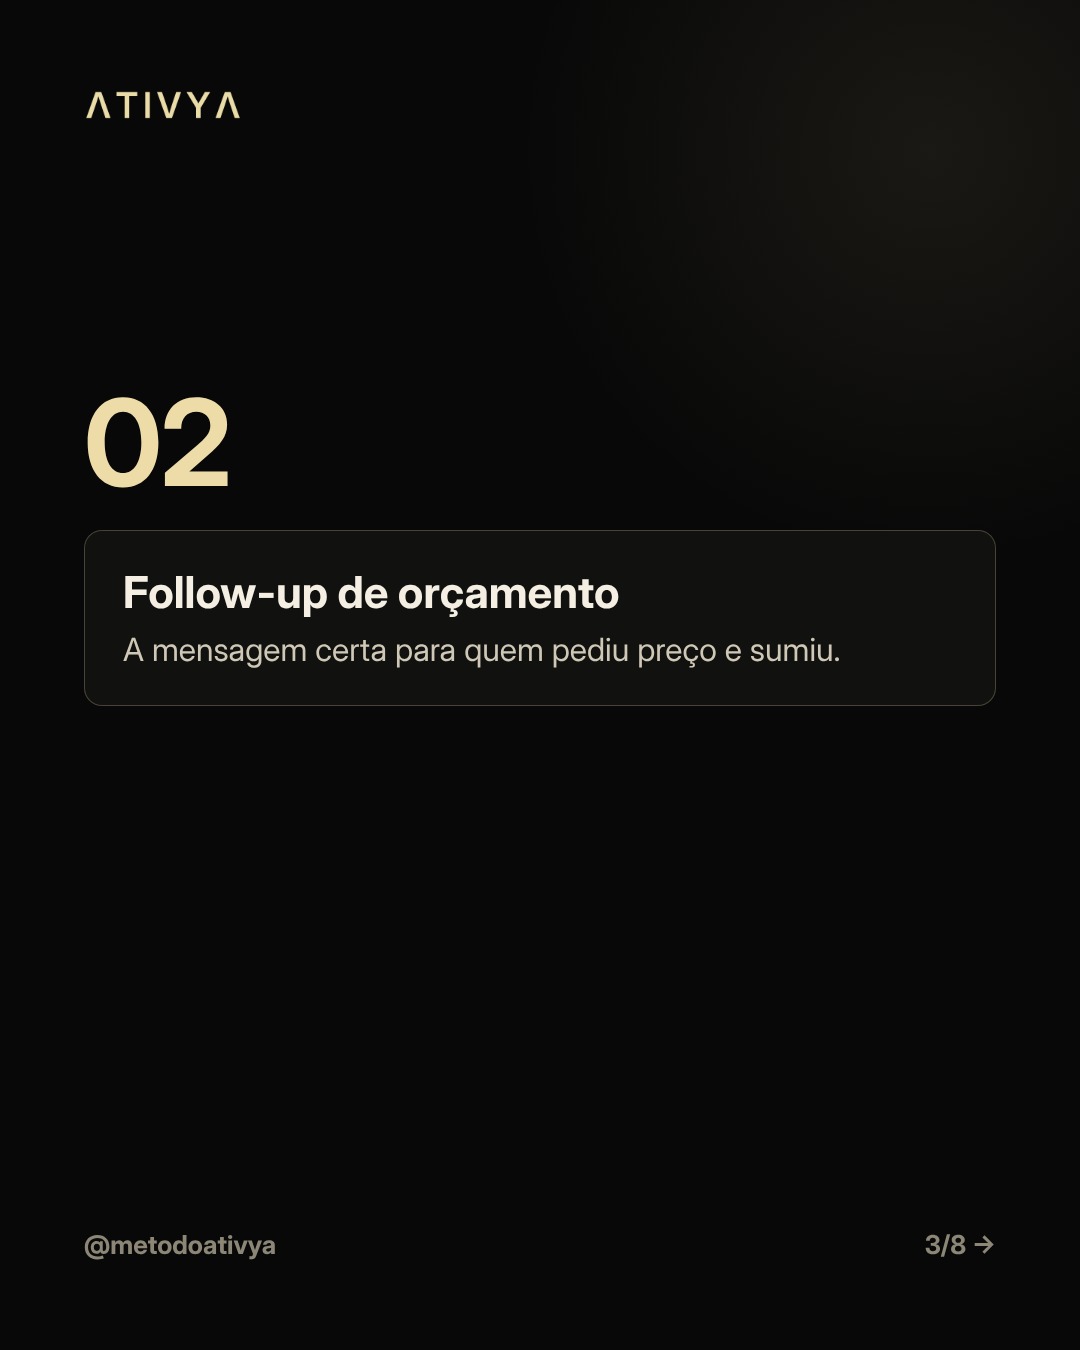 ATIVYA
02
Follow-up de orçamento
A mensagem certa para quem pediu preço e sumiu.
@metodoativya
3/8 →